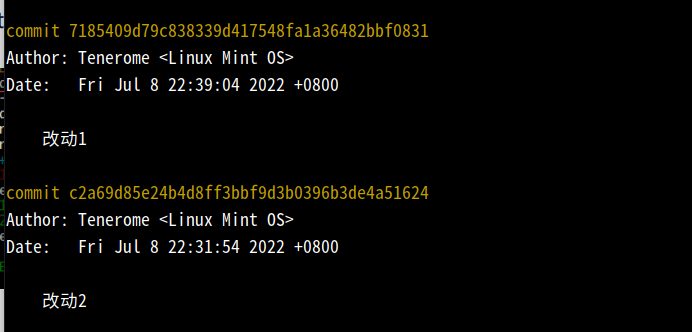 commit 7185409d79c838339d417548fa1a36482bbf0831
Author: Tenerome <Linux Mint OS>
Date:   Fri Jul 8 22:39:04 2022 +0800
改动1
commit c2a69d85e24b4d8ff3bbf9d3b0396b3de4a51624
Author: Tenerome <Linux Mint OS>
Date:   Fri Jul 8 22:31:54 2022 +0800
改动2